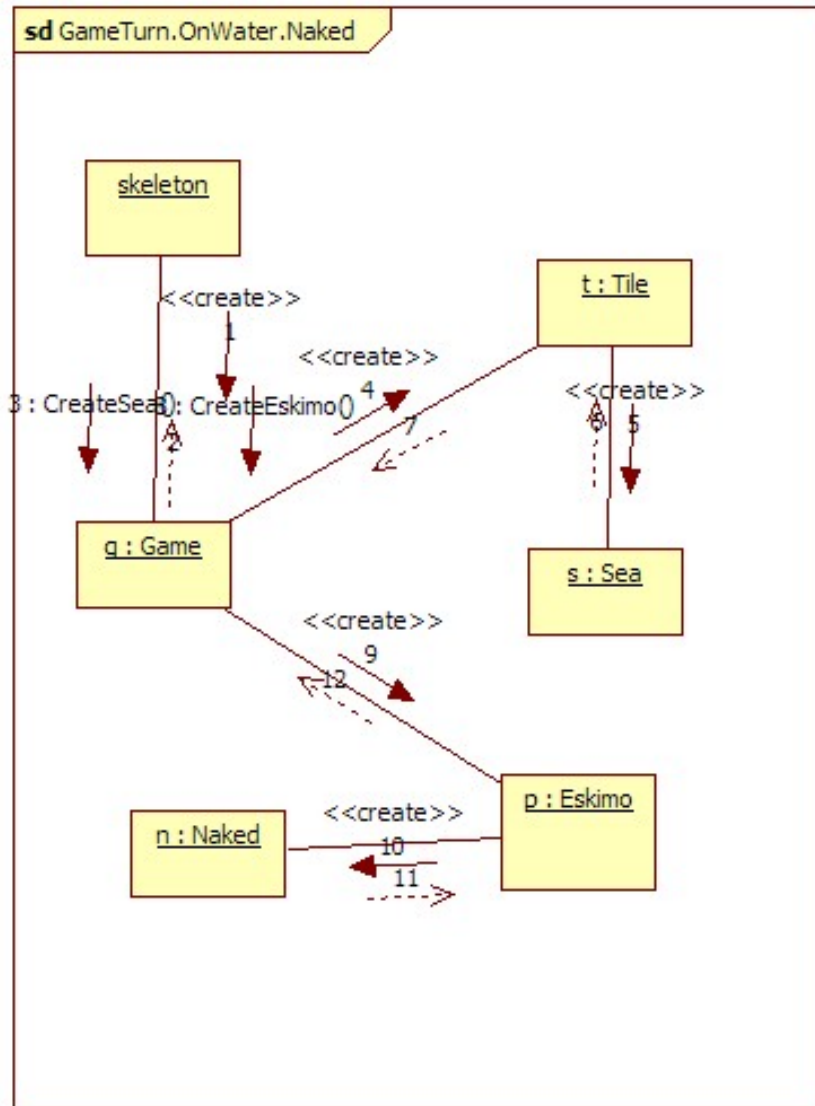 sd GameTurn.OnWater.Naked
skeleton
<<create>>
1
t : Tile
<<create>>
4
<<create>>
3 : CreateSea()
: CreateEskimo()
2
7
6
5
g : Game
s : Sea
<<create>>
9
12
p : Eskimo
<<create>>
n : Naked
10
11